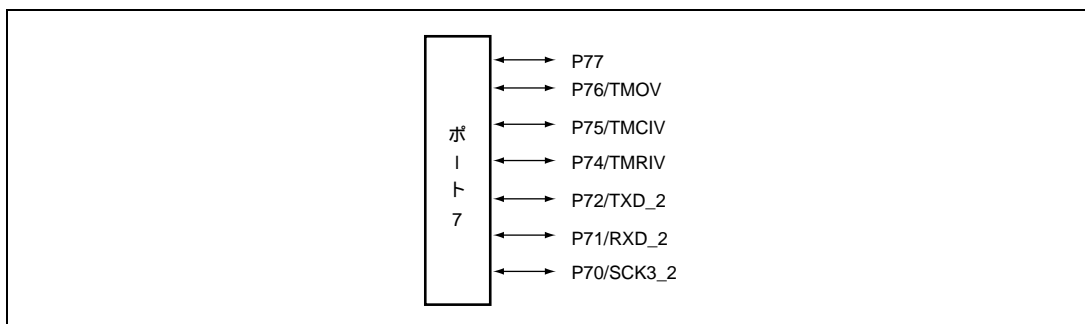 ポート7
P77
P76/TMOV
P75/TMCIV
P74/TMRIV
P72/TXD_2
P71/RXD_2
P70/SCK3_2